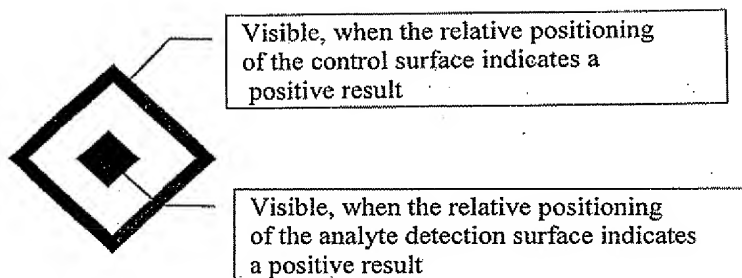 Visible, when the relative positioning
of the control surface indicates a
positive result
Visible, when the relative positioning
of the analyte detection surface indicates
a positive result